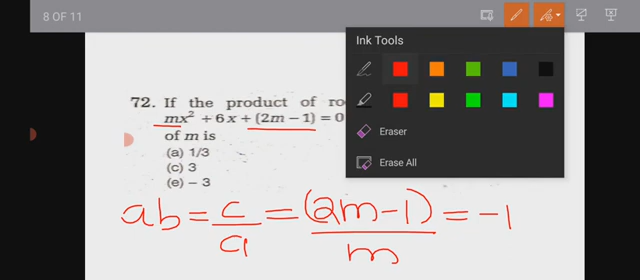 8 OF 11
Ink Tools
72. If the product of ro
mx² + 6x + (2m − 1) = 0
of m is
(a) 1/3
(c) 3
(e) − 3
Eraser
Erase All
ab = c/a = (2m-1)/m = -1